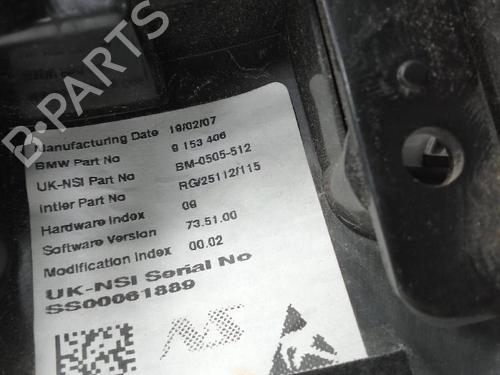 B-PARTS
Manufacturing Date 19/02/07
BMW Part No 9 153 406
UK-NSI Part No BM-0505-512
Intier Part No RG/25112/115
Hardware Index 09
Software Version 73.51.00
Modification Index 00.02
UK-NSI Serial No
SS00061889